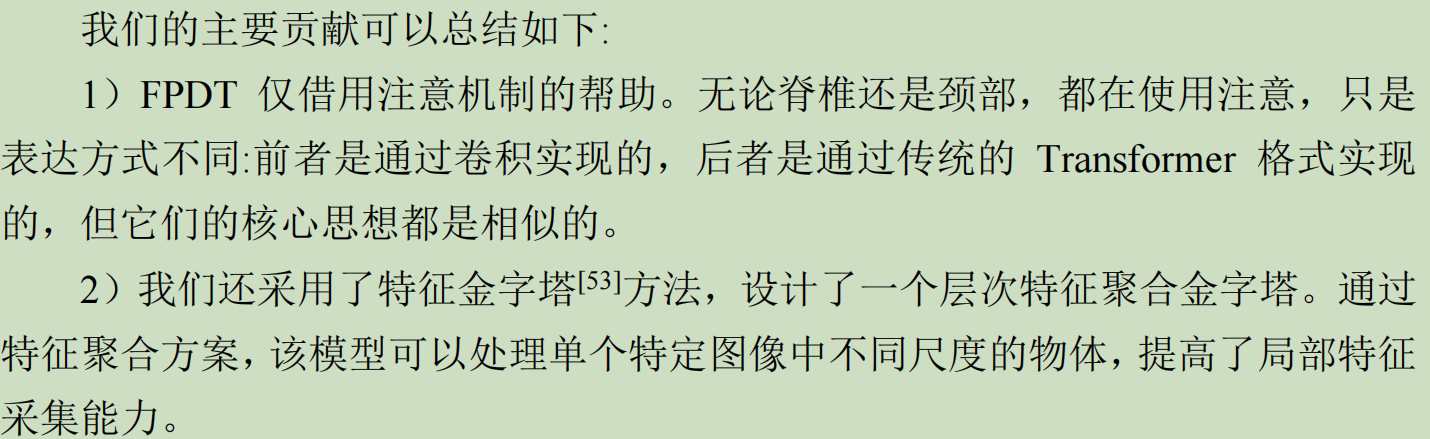 我们的主要贡献可以总结如下:
1）FPDT 仅借用注意机制的帮助。无论脊椎还是颈部，都在使用注意，只是
表达方式不同:前者是通过卷积实现的，后者是通过传统的 Transformer 格式实现
的，但它们的核心思想都是相似的。
2）我们还采用了特征金字塔[53]方法，设计了一个层次特征聚合金字塔。通过
特征聚合方案，该模型可以处理单个特定图像中不同尺度的物体，提高了局部特征
采集能力。